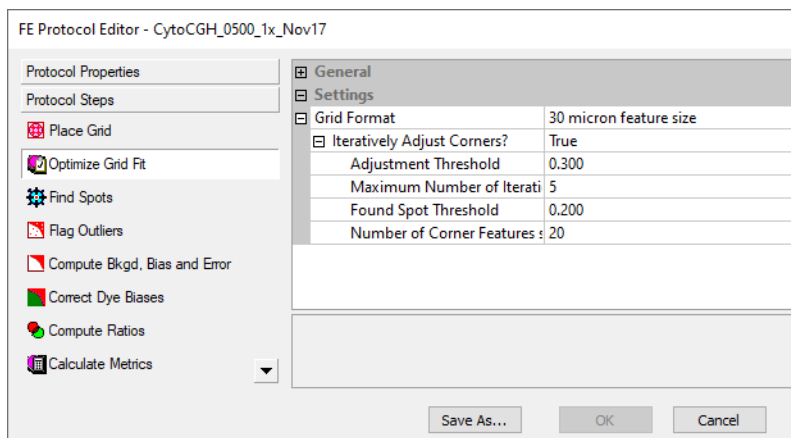 FE Protocol Editor - CytoCGH_0500_1x_Nov17
Protocol Properties
Protocol Steps
Place Grid
Optimize Grid Fit
Find Spots
Flag Outliers
Compute Bkgd, Bias and Error
Correct Dye Biases
Compute Ratios
Calculate Metrics
General
Settings
Grid Format 30 micron feature size
Iteratively Adjust Corners? True
Adjustment Threshold 0.300
Maximum Number of Iterati 5
Found Spot Threshold 0.200
Number of Corner Features s 20
Save As... OK Cancel